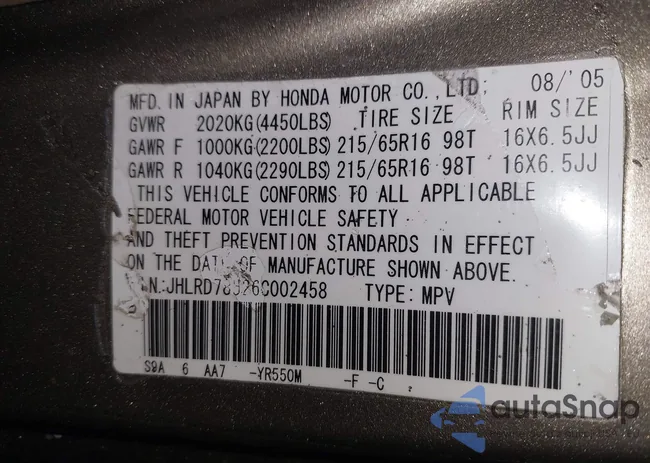 MFD. IN JAPAN BY HONDA MOTOR CO., LTD. 08/'05
GVWR 2020KG(4450LBS) TIRE SIZE RIM SIZE
GAWR F 1000KG(2200LBS) 215/65R16 98T 16X6.5JJ
GAWR R 1040KG(2290LBS) 215/65R16 98T 16X6.5JJ
THIS VEHICLE CONFORMS TO ALL APPLICABLE
FEDERAL MOTOR VEHICLE SAFETY
AND THEFT PREVENTION STANDARDS IN EFFECT
ON THE DATE OF MANUFACTURE SHOWN ABOVE.
TYPE: MPV
S9A 6 AA7 -YR550M -F -C
autoSnap